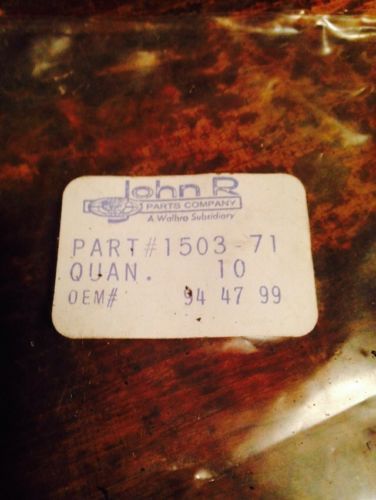 John R
PARTS COMPANY
A Walbro Subsidiary
PART# 1503-71
QUAN. 10
OEM# 94 47 99